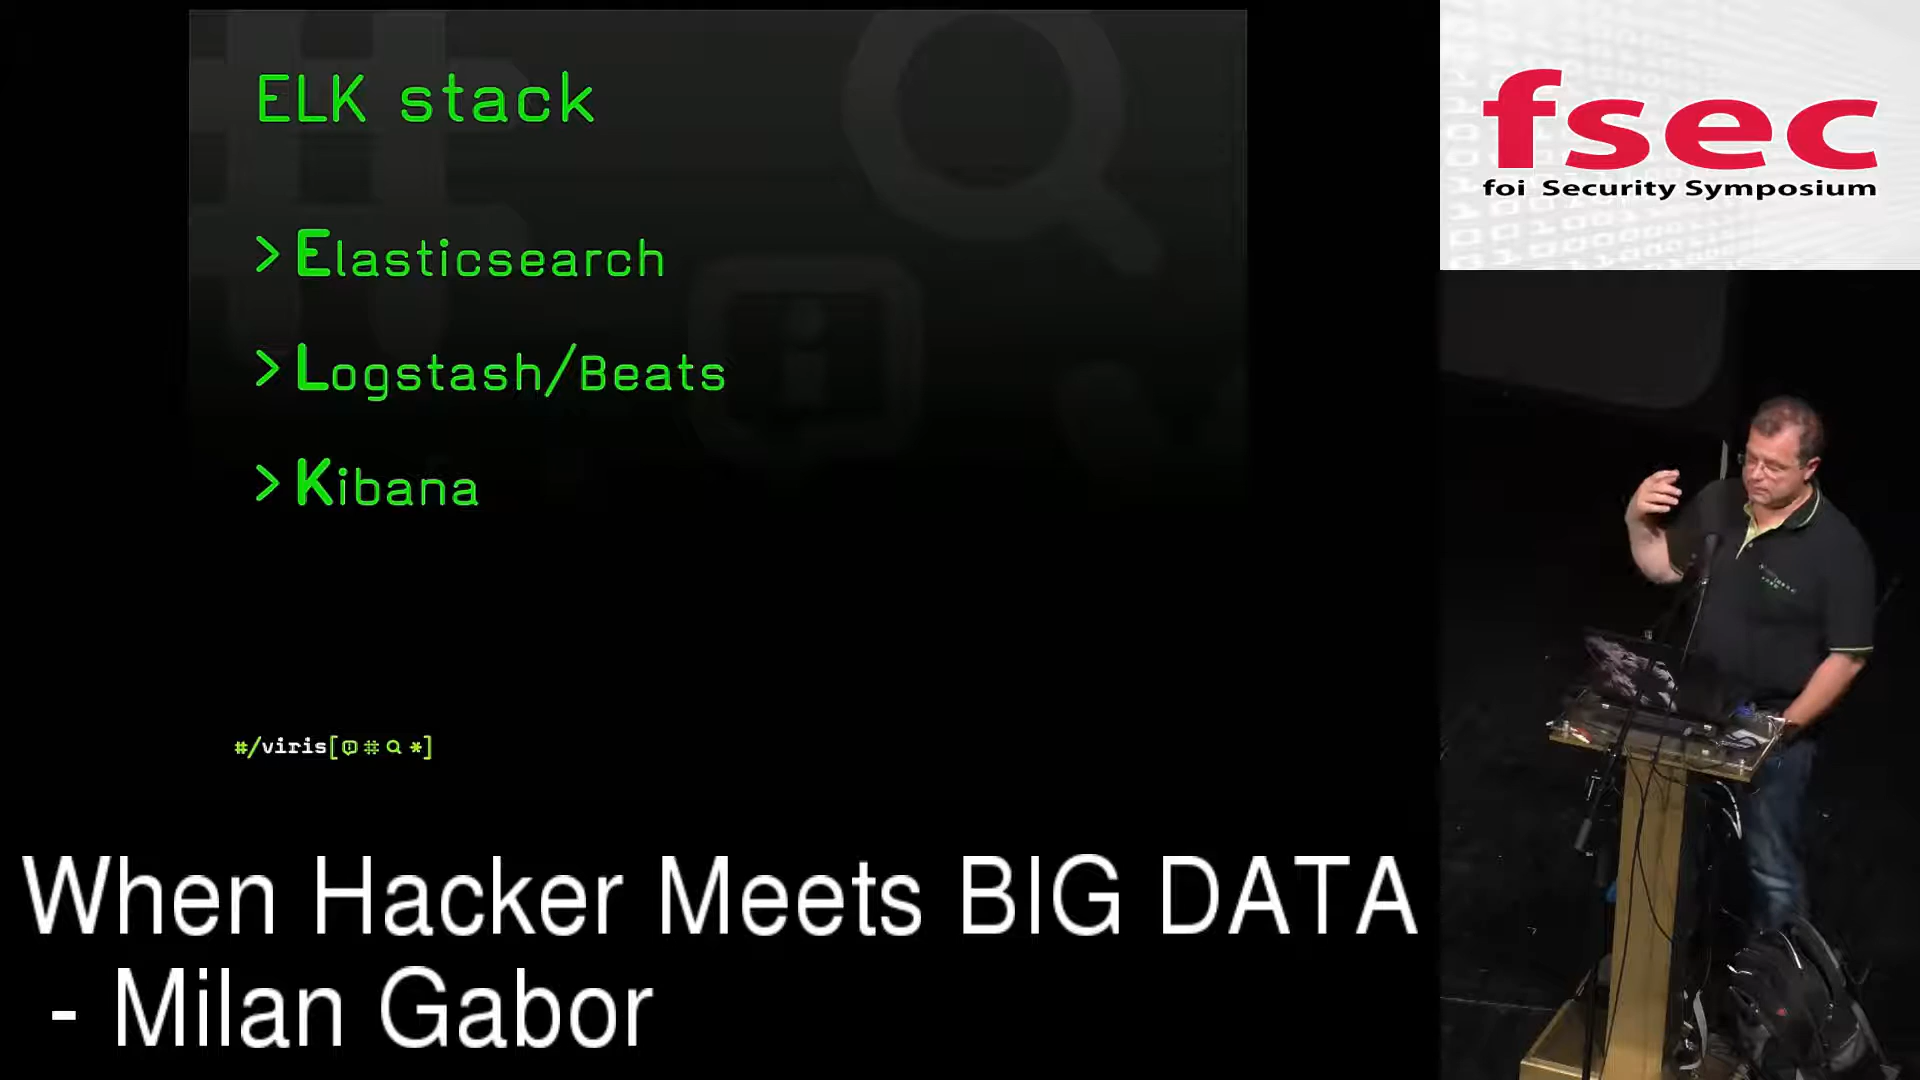 ELK stack
> Elasticsearch
> Logstash/Beats
> Kibana
#/viris[ # *]
fsec
foi Security Symposium
When Hacker Meets BIG DATA
- Milan Gabor